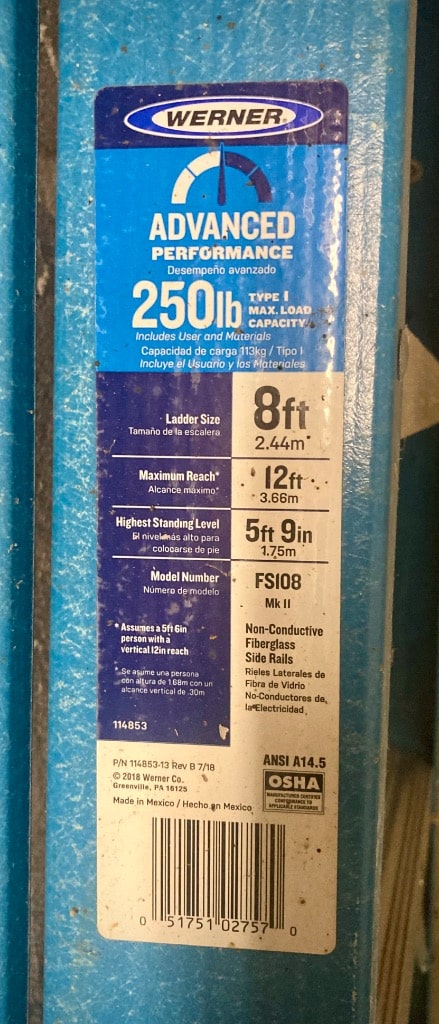 WERNER®
ADVANCED
PERFORMANCE
Desempeño avanzado
250lb TYPE I
MAX. LOAD
CAPACITY
Includes User and Materials
Capacidad de carga 113kg / Tipo I
Incluye el Usuario y los Materiales
Ladder Size
Tamaño de la escalera
8ft
2.44m
Maximum Reach*
Alcance máximo*
12ft
3.66m
Highest Standing Level
El nivel más alto para
colocarse de pie
5ft 9in
1.75m
Model Number
Número de modelo
FS108
Mk II
* Assumes a 5ft 6in
person with a
vertical 12in reach
* Se asume una persona
con altura de 1.68m con un
alcance vertical de .30m
114853
Non-Conductive
Fiberglass
Side Rails
Rieles Laterales de
Fibra de Vidrio
No-Conductores de
la Electricidad
P/N 114853-13 Rev B 7/18
© 2018 Werner Co.
Greenville, PA 16125
Made in Mexico / Hecho en Mexico
ANSI A14.5
OSHA
MANUFACTURER CERTIFIES
CONFORMANCE TO
APPLICABLE STANDARDS
0 51751 02757 0